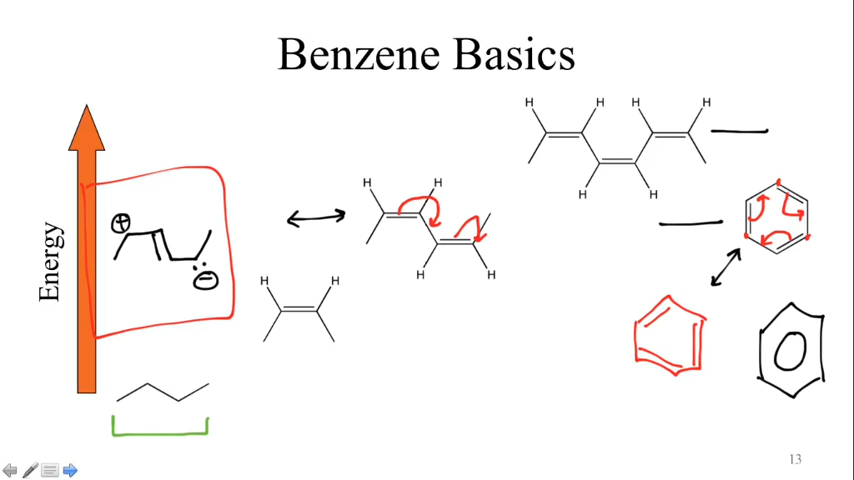 Benzene Basics
H H H H
H H
H H
H H
H H
Energy
⊕
⊖
13